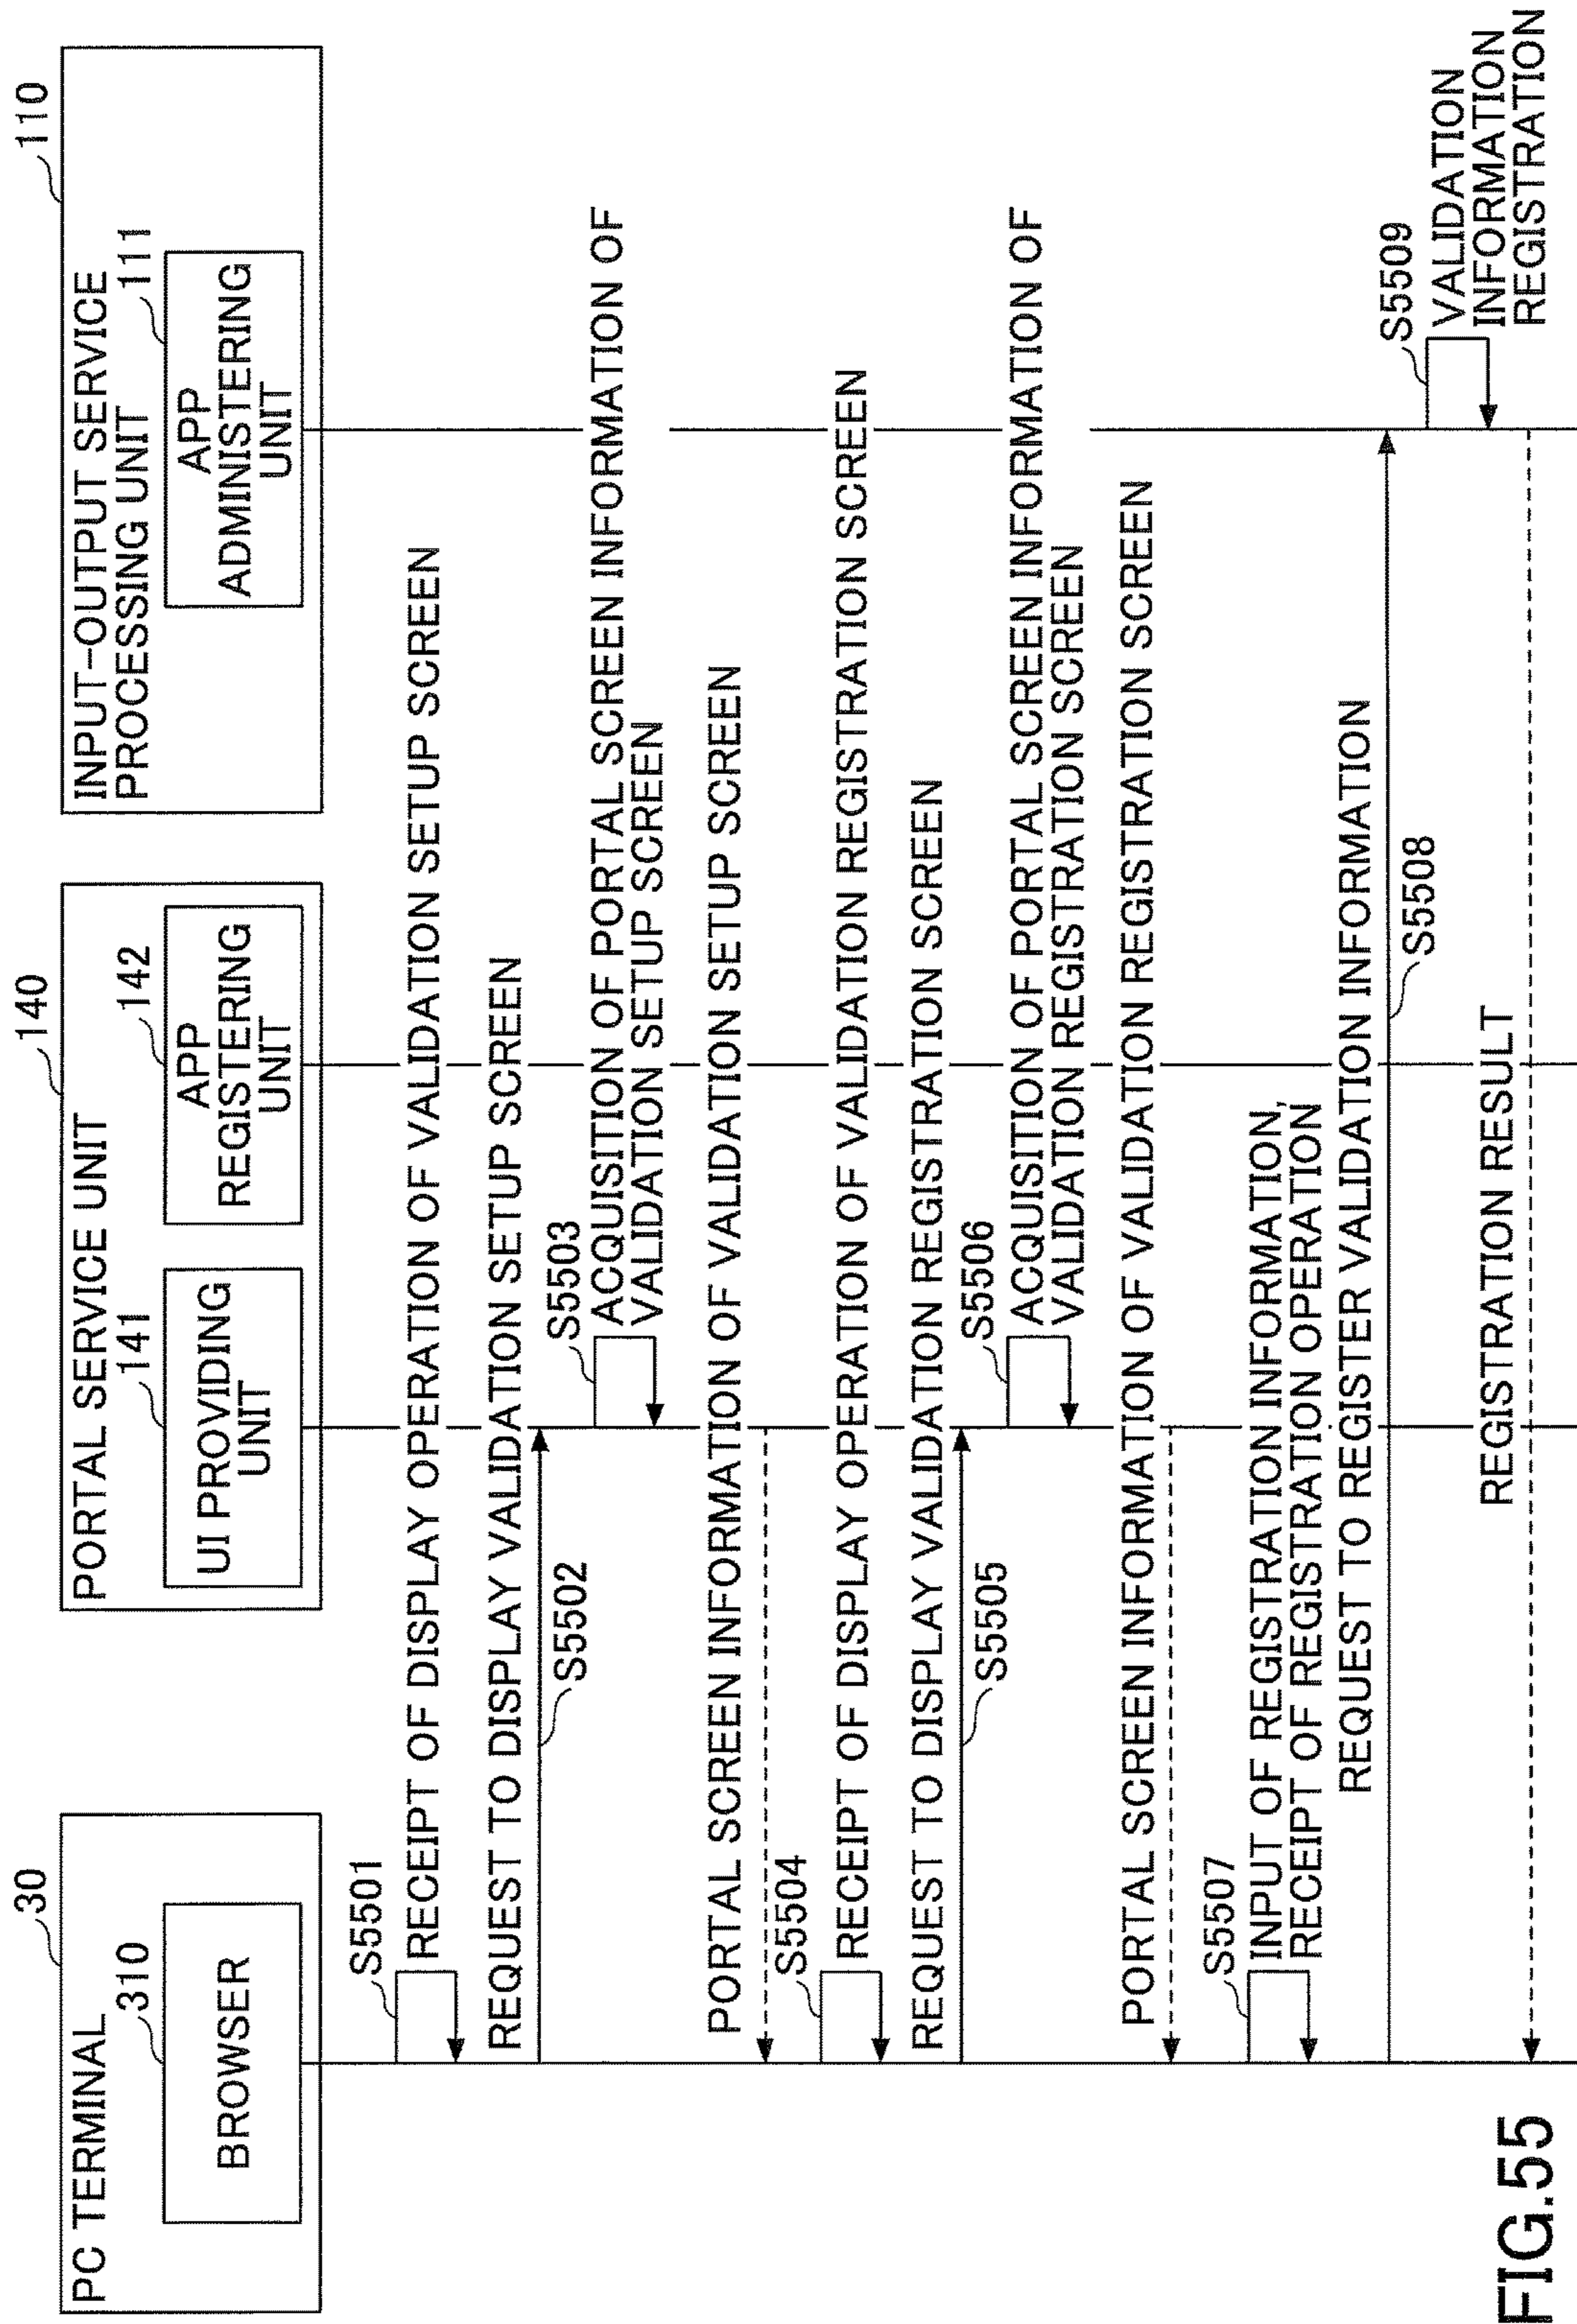 FIG.55
PC TERMINAL
30
BROWSER
310
PORTAL SERVICE UNIT
140
UI PROVIDING
UNIT
141
APP
REGISTERING
UNIT
142
INPUT-OUTPUT SERVICE
PROCESSING UNIT
110
APP
ADMINISTERING
UNIT
111
S5501
RECEIPT OF DISPLAY OPERATION OF VALIDATION SETUP SCREEN
REQUEST TO DISPLAY VALIDATION SETUP SCREEN
S5502
S5503
ACQUISITION OF PORTAL SCREEN INFORMATION OF
VALIDATION SETUP SCREEN
PORTAL SCREEN INFORMATION OF VALIDATION SETUP SCREEN
S5504
RECEIPT OF DISPLAY OPERATION OF VALIDATION REGISTRATION SCREEN
REQUEST TO DISPLAY VALIDATION REGISTRATION SCREEN
S5505
S5506
ACQUISITION OF PORTAL SCREEN INFORMATION OF
VALIDATION REGISTRATION SCREEN
PORTAL SCREEN INFORMATION OF VALIDATION REGISTRATION SCREEN
S5507
INPUT OF REGISTRATION INFORMATION,
RECEIPT OF REGISTRATION OPERATION
REQUEST TO REGISTER VALIDATION INFORMATION
S5508
S5509
VALIDATION
INFORMATION
REGISTRATION
REGISTRATION RESULT